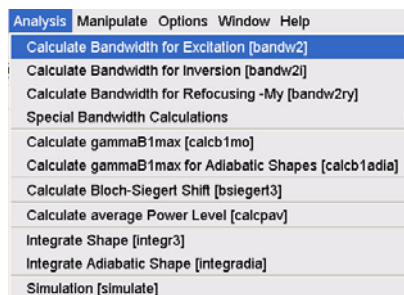 Analysis Manipulate Options Window Help
Calculate Bandwidth for Excitation [bandw2]
Calculate Bandwidth for Inversion [bandw2i]
Calculate Bandwidth for Refocusing -My [bandw2ry]
Special Bandwidth Calculations
Calculate gammaB1max [calcb1mo]
Calculate gammaB1max for Adiabatic Shapes [calcb1adia]
Calculate Bloch-Siegert Shift [bsiegert3]
Calculate average Power Level [calcpav]
Integrate Shape [integr3]
Integrate Adiabatic Shape [integradia]
Simulation [simulate]